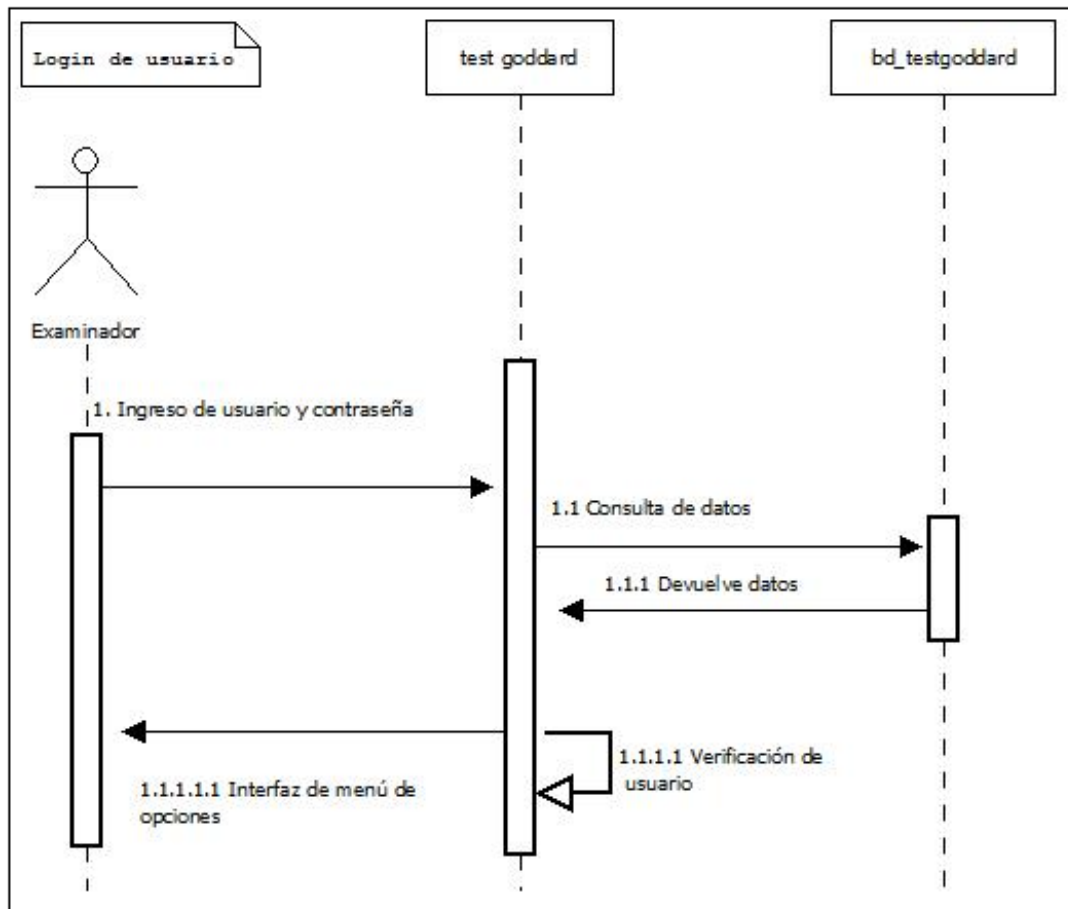 Login de usuario
test goddard
bd_testgoddard
Examinador
1. Ingreso de usuario y contraseña
1.1 Consulta de datos
1.1.1 Devuelve datos
1.1.1.1 Verificación de
usuario
1.1.1.1.1 Interfaz de menú de
opciones